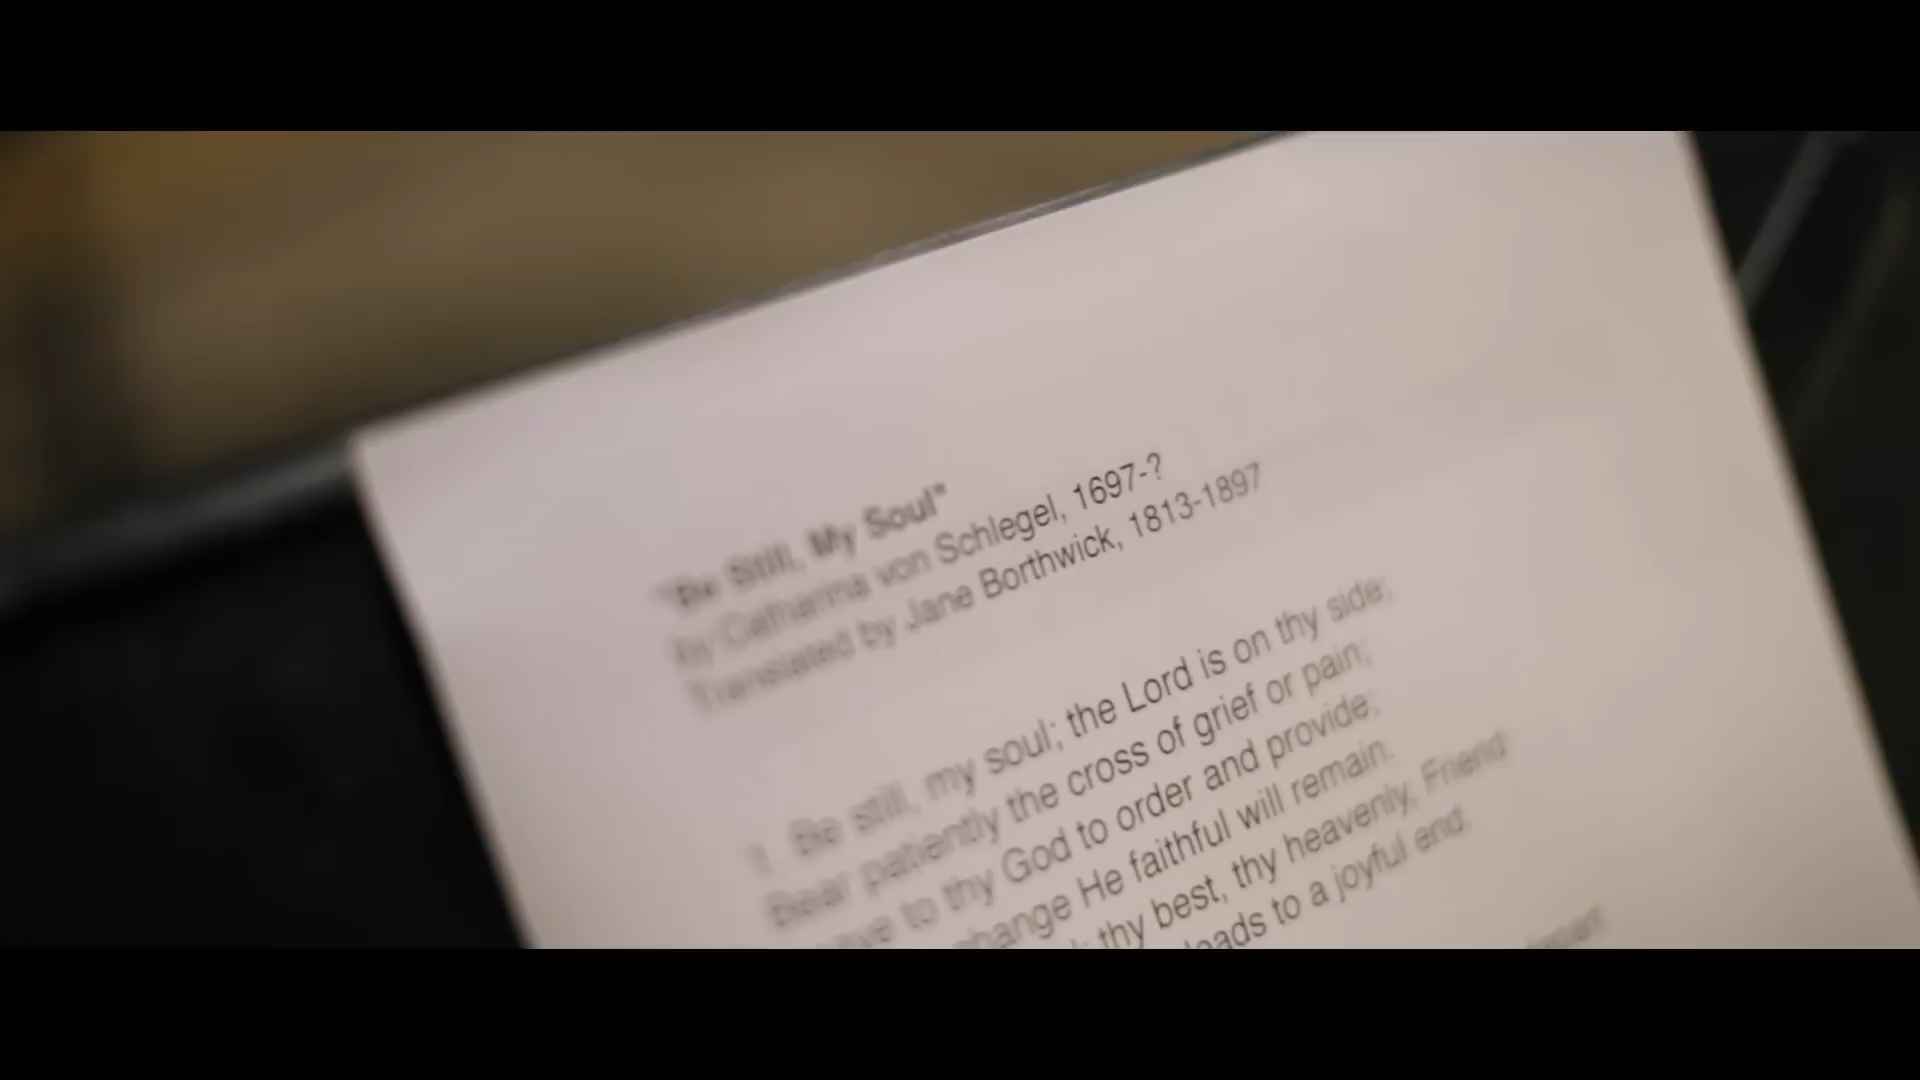 "Be Still, My Soul"
by Catharina von Schlegel, 1697-?
Translated by Jane Borthwick, 1813-1897
1. Be still, my soul; the Lord is on thy side;
Bear patiently the cross of grief or pain;
to thy God to order and provide;
change He faithful will remain.
thy best, thy heavenly, Friend
leads to a joyful end.